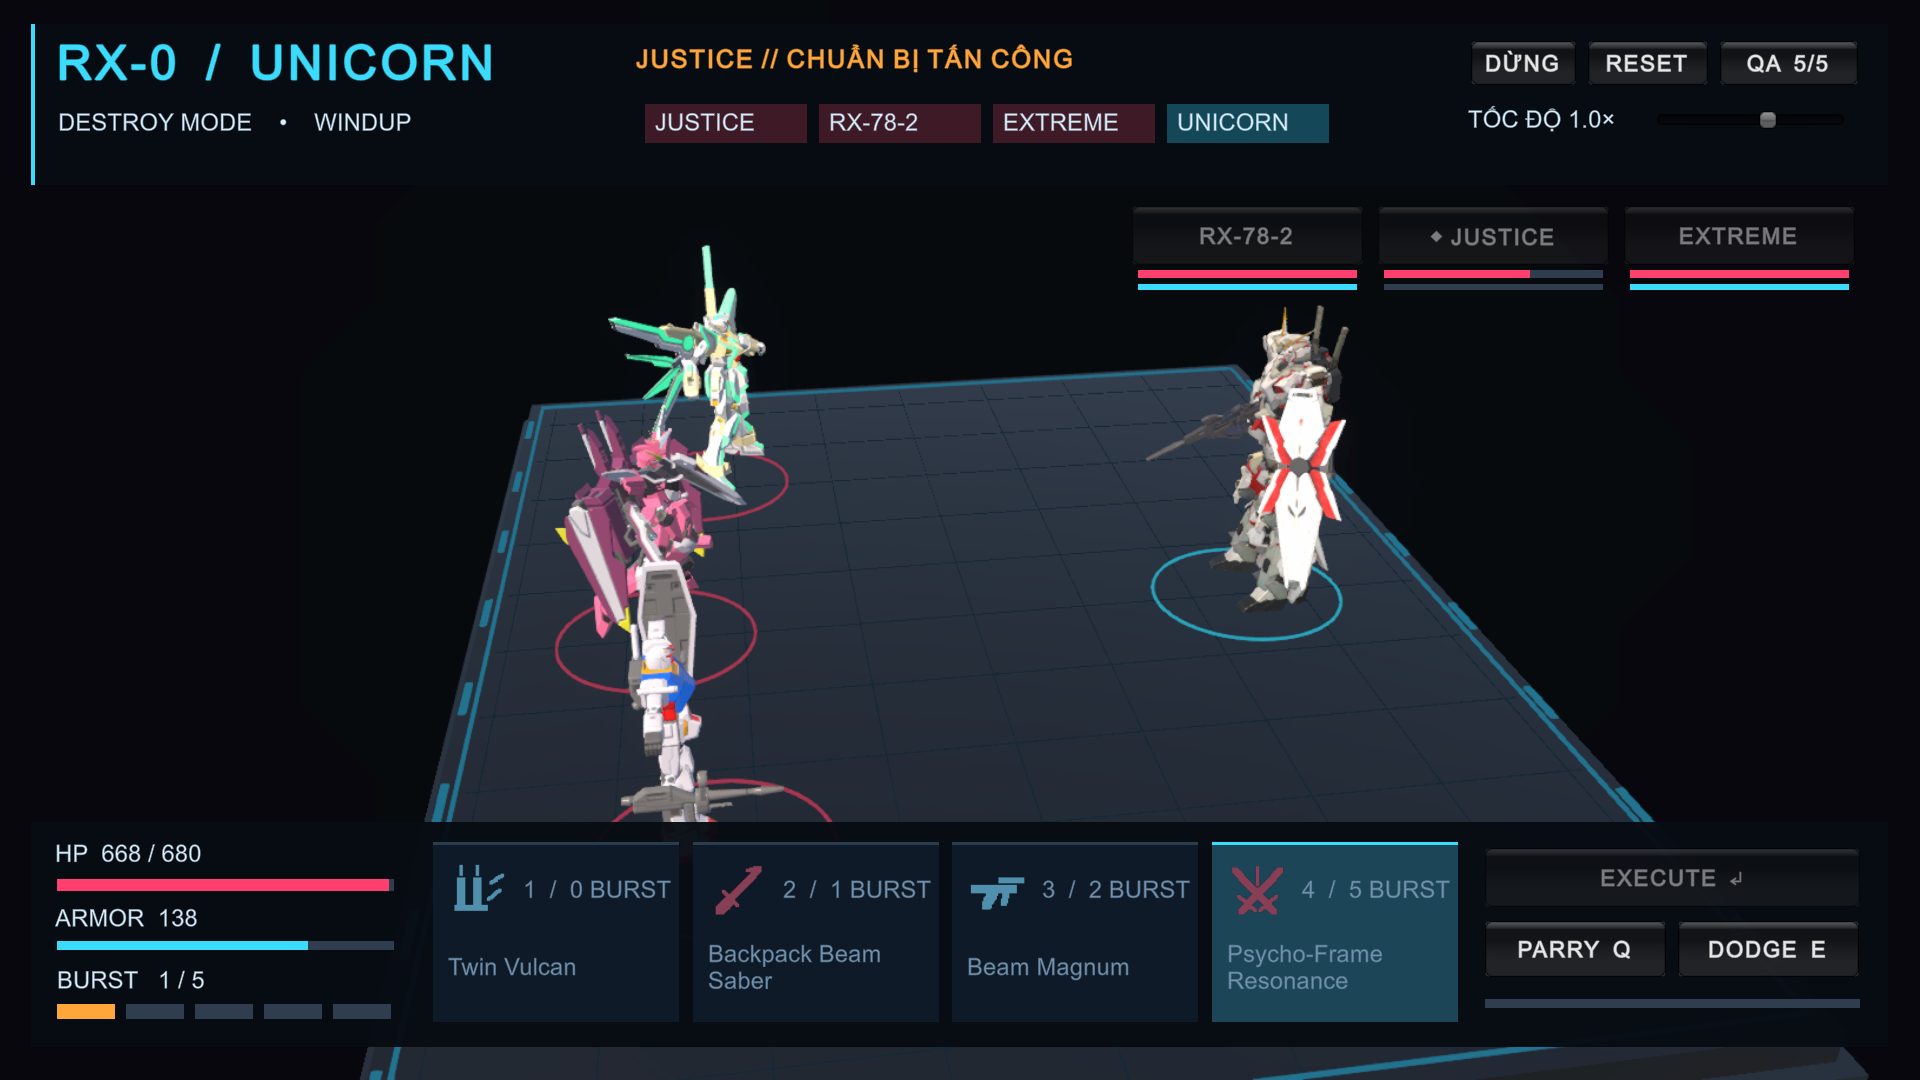 RX-0 / UNICORN
DESTROY MODE • WINDUP
JUSTICE // CHUẨN BỊ TẤN CÔNG
JUSTICE
RX-78-2
EXTREME
UNICORN
DỪNG
RESET
QA 5/5
TỐC ĐỘ 1.0×
RX-78-2
◆ JUSTICE
EXTREME
HP 668 / 680
ARMOR 138
BURST 1 / 5
1 / 0 BURST
Twin Vulcan
2 / 1 BURST
Backpack Beam
Saber
3 / 2 BURST
Beam Magnum
4 / 5 BURST
Psycho-Frame
Resonance
EXECUTE ↲
PARRY Q
DODGE E